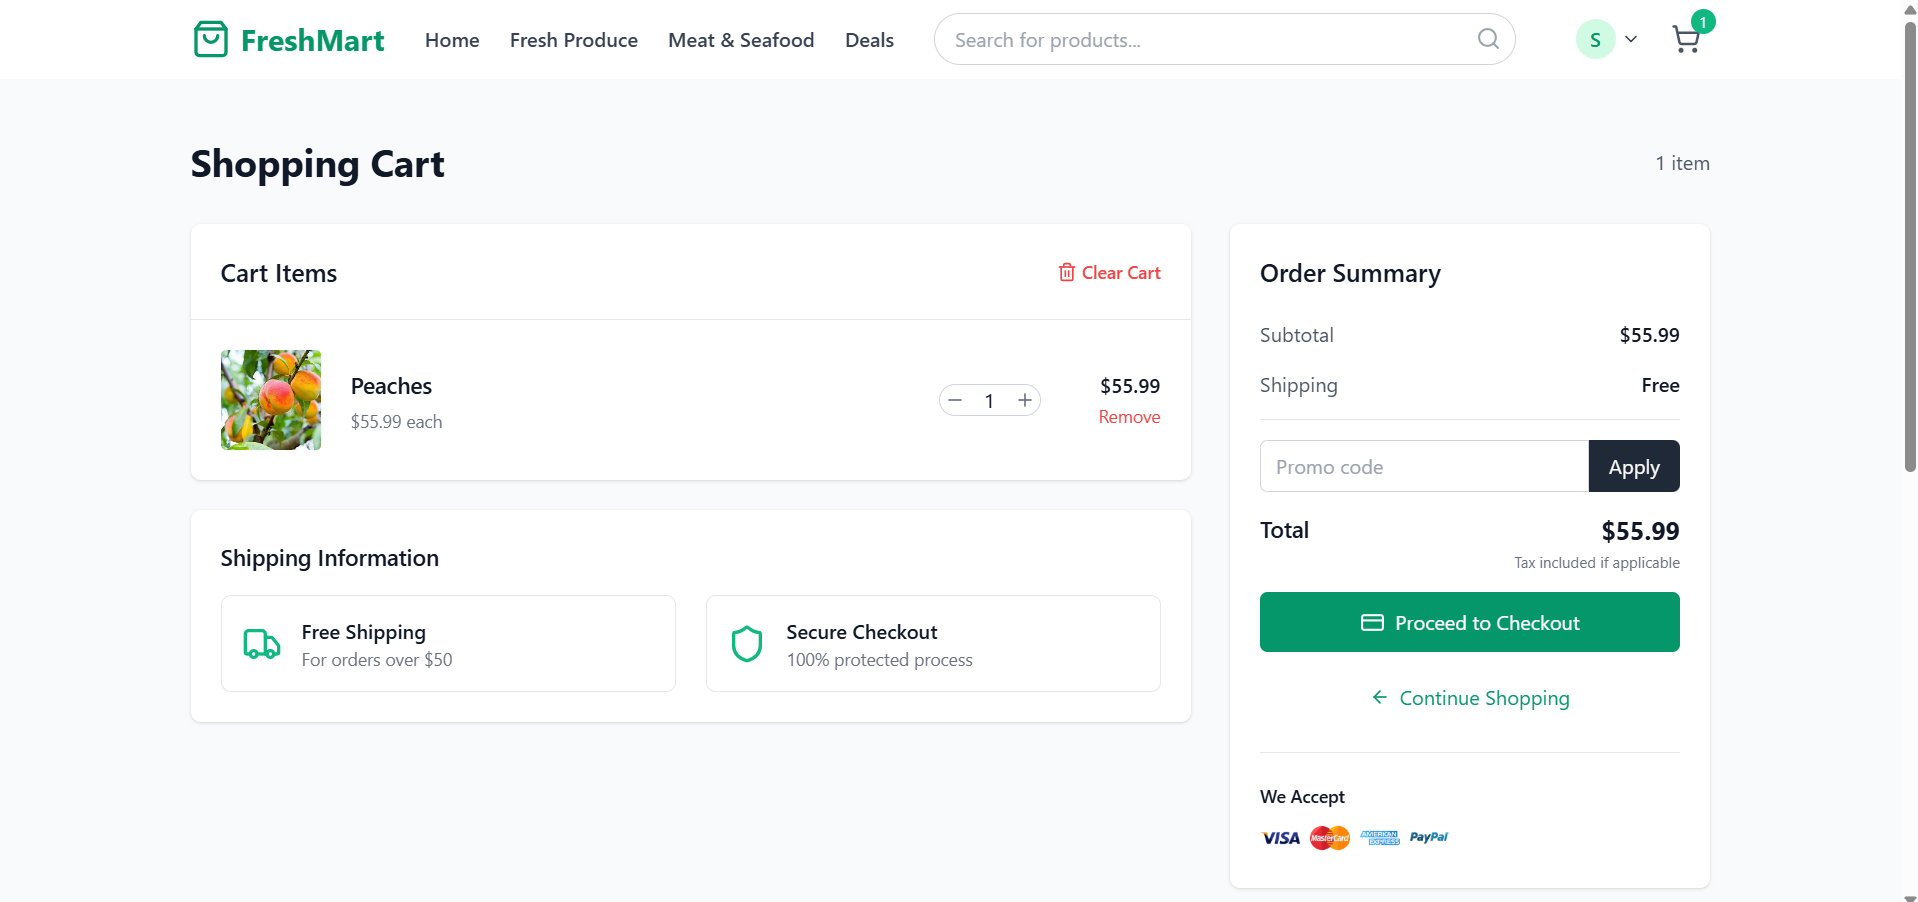 FreshMart
Home
Fresh Produce
Meat & Seafood
Deals
Search for products...
S
1
Shopping Cart
1 item
Cart Items
Clear Cart
Peaches
$55.99 each
1
$55.99
Remove
Shipping Information
Free Shipping
For orders over $50
Secure Checkout
100% protected process
Order Summary
Subtotal $55.99
Shipping Free
Promo code Apply
Total $55.99
Tax included if applicable
Proceed to Checkout
Continue Shopping
We Accept
VISA MasterCard AMERICAN EXPRESS PayPal